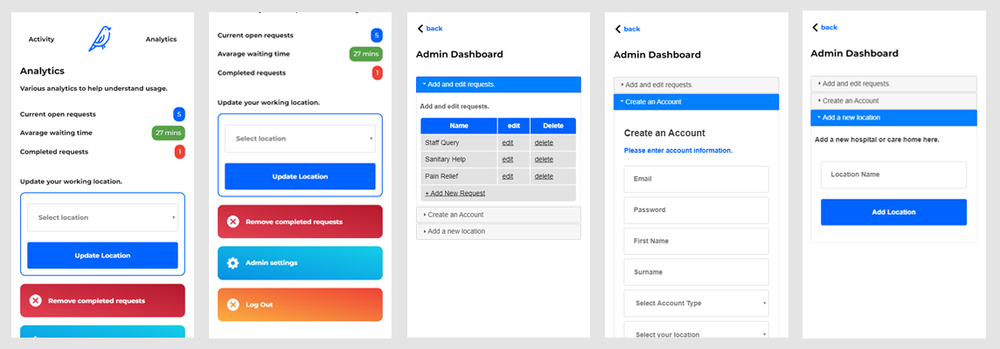 Activity
Analytics
Analytics
Various analytics to help understand usage.
Current open requests 5
Avarage waiting time 27 mins
Completed requests 1
Update your working location.
Select location
Update Location
Remove completed requests
Current open requests 5
Avarage waiting time 27 mins
Completed requests 1
Update your working location.
Select location
Update Location
Remove completed requests
Admin settings
Log Out
back
Admin Dashboard
Add and edit requests.
Add and edit requests.
Name edit Delete
Staff Query edit delete
Sanitary Help edit delete
Pain Relief edit delete
+ Add New Request
Create an Account
Add a new location
back
Admin Dashboard
Add and edit requests.
Create an Account
Create an Account
Please enter account information.
Email
Password
First Name
Surname
Select Account Type
Select your location
back
Admin Dashboard
Add and edit requests.
Create an Account
Add a new location
Add a new hospital or care home here.
Location Name
Add Location